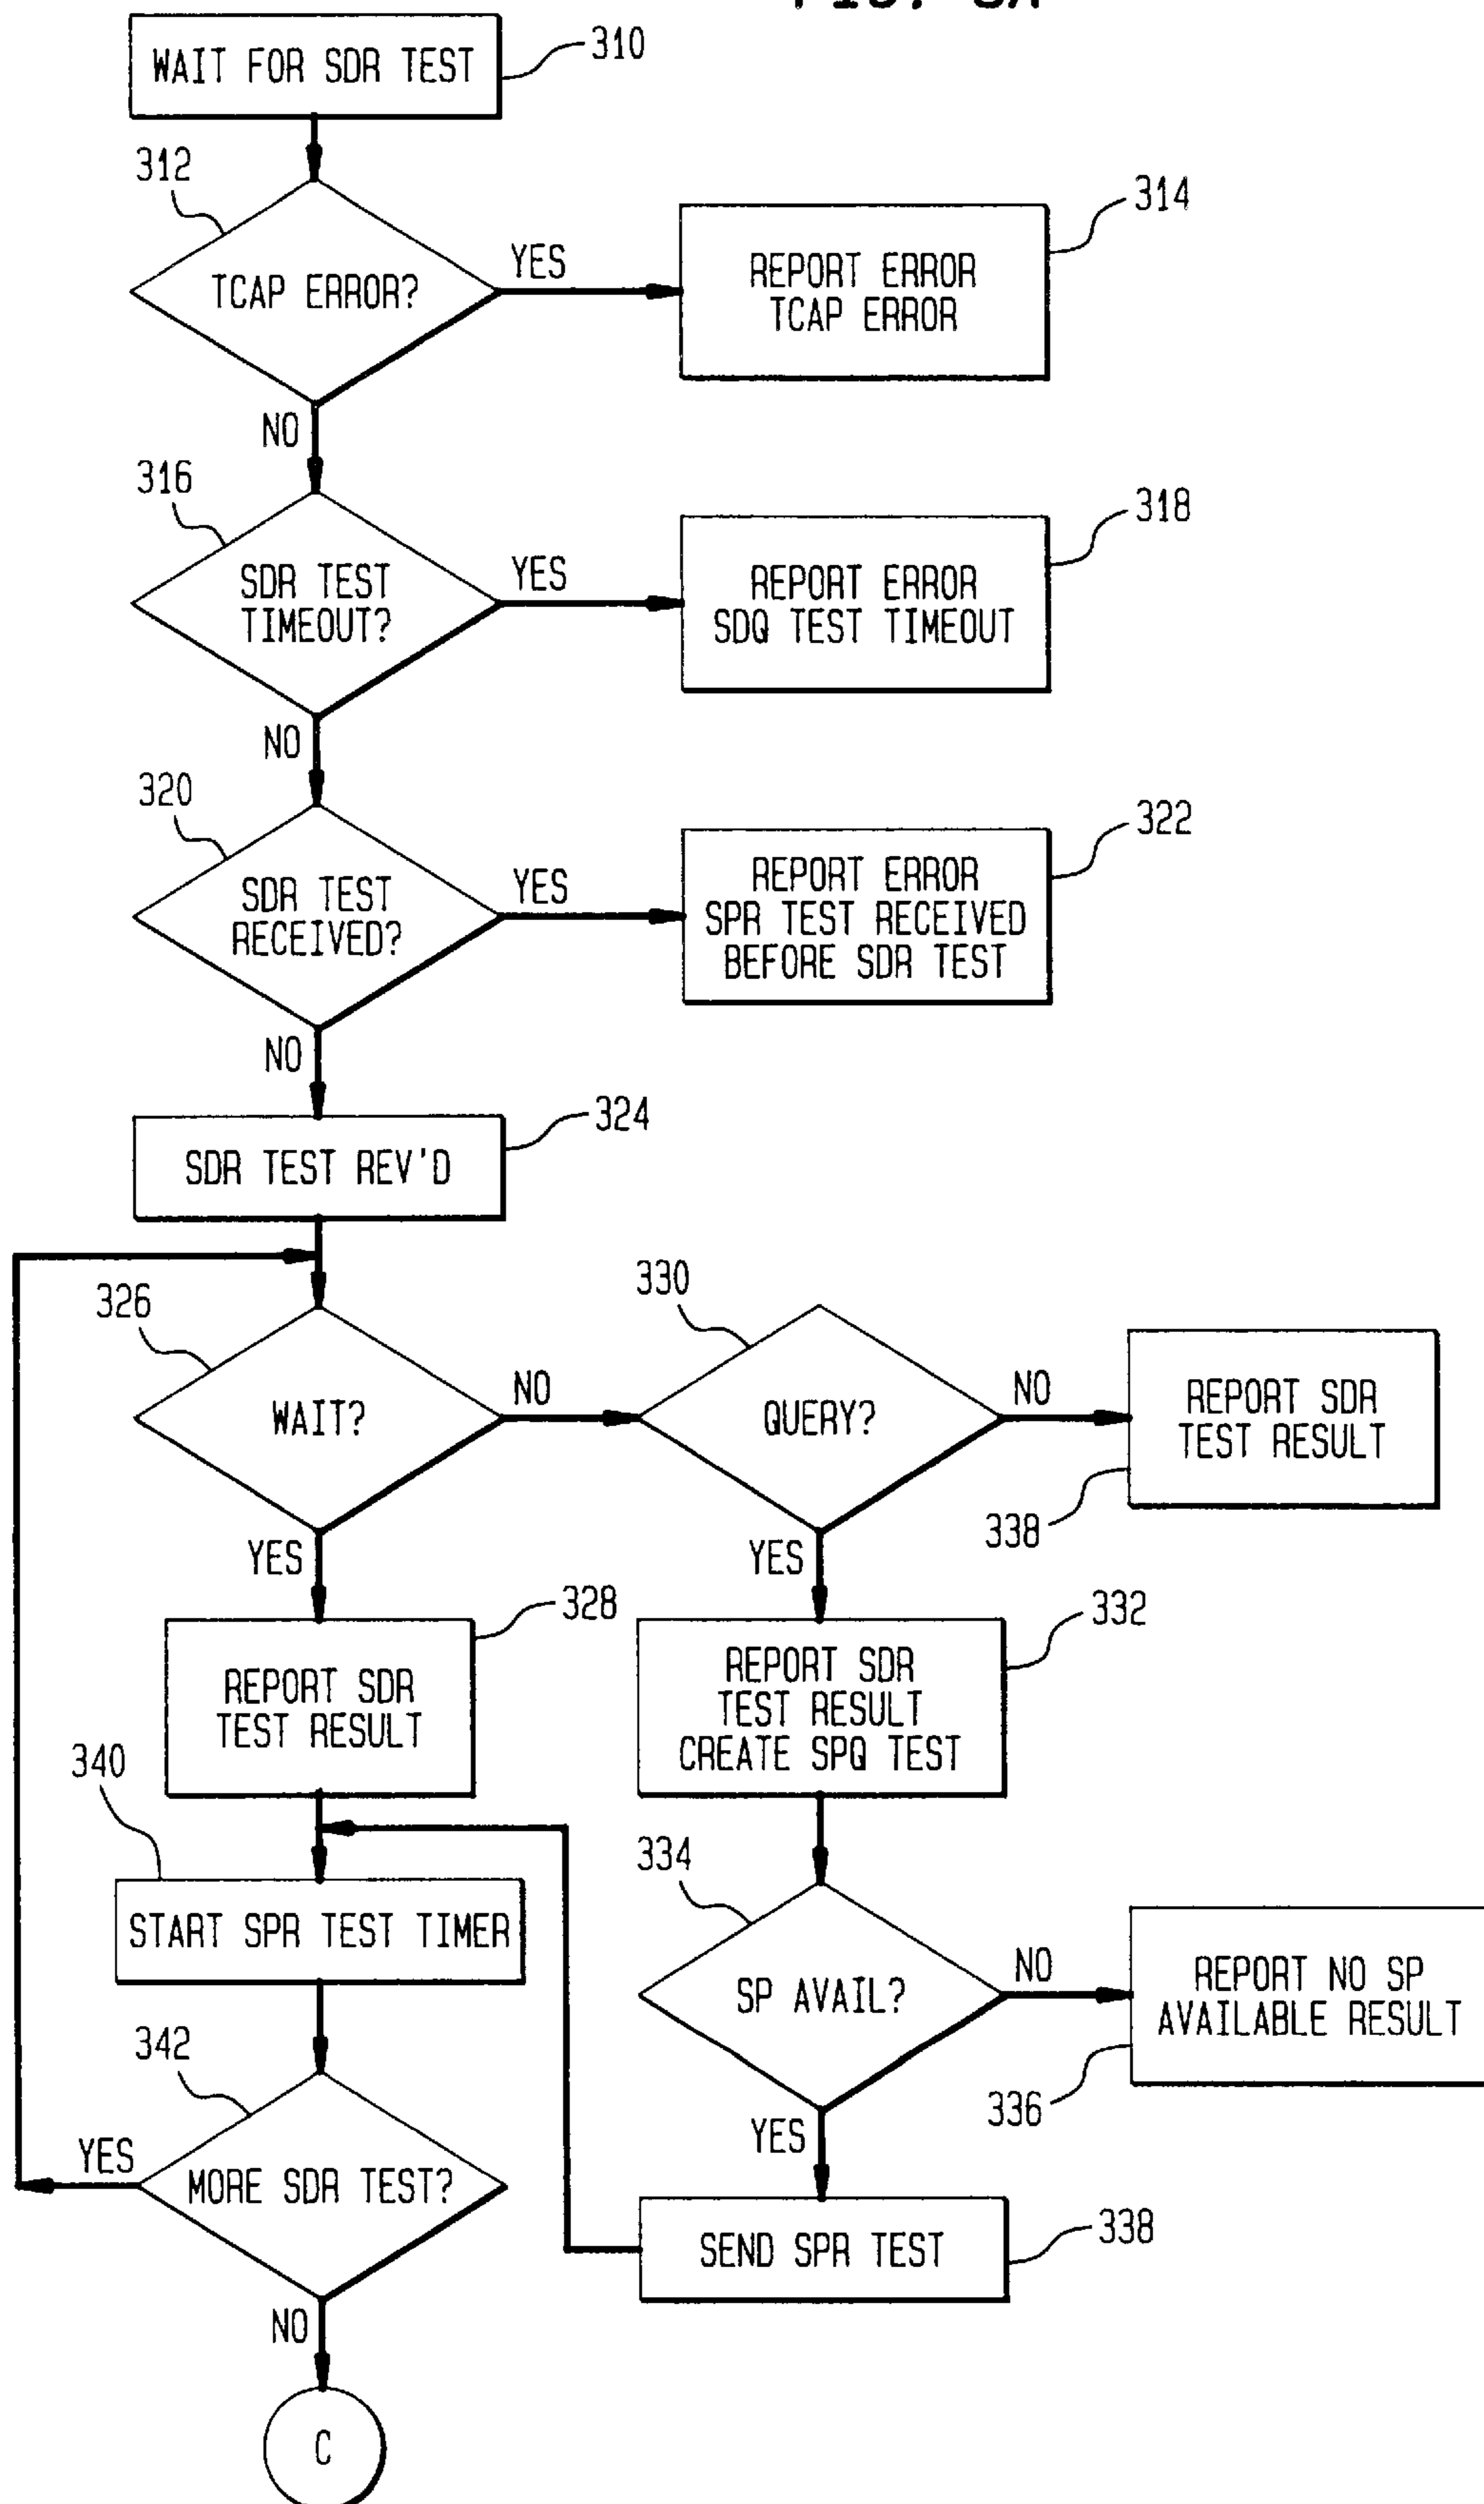 WAIT FOR SDR TEST
310
312
TCAP ERROR?
YES
314
REPORT ERROR
TCAP ERROR
NO
316
SDR TEST
TIMEOUT?
YES
318
REPORT ERROR
SDQ TEST TIMEOUT
NO
320
SDR TEST
RECEIVED?
YES
322
REPORT ERROR
SPR TEST RECEIVED
BEFORE SDR TEST
NO
324
SDR TEST REV'D
326
WAIT?
NO
330
QUERY?
NO
REPORT SDR
TEST RESULT
338
YES
328
REPORT SDR
TEST RESULT
YES
332
REPORT SDR
TEST RESULT
CREATE SPQ TEST
340
START SPR TEST TIMER
334
SP AVAIL?
NO
REPORT NO SP
AVAILABLE RESULT
336
342
YES
MORE SDR TEST?
YES
SEND SPR TEST
338
NO
C